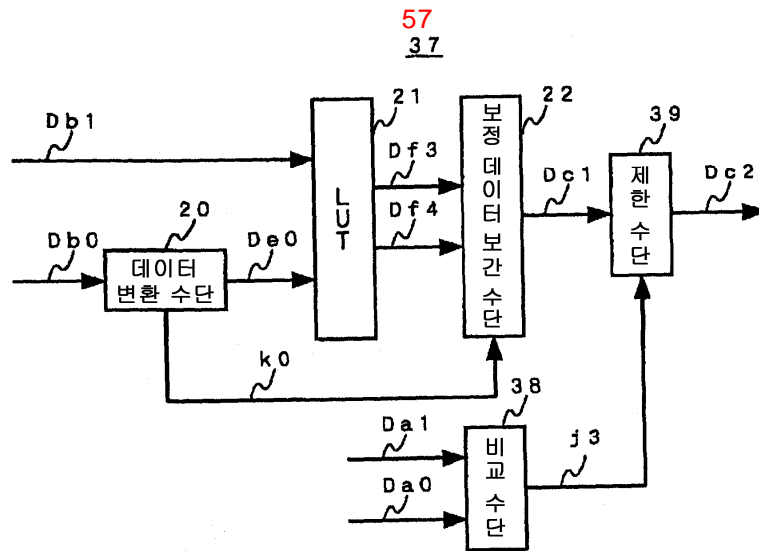 57
37
Db1
21
22
39
Df3
Dc1
Dc2
LUT
보정 데이터 보간 수단
제한 수단
20
Df4
Db0
De0
데이터
변환 수단
k0
38
Da1
j3
비교 수단
Da0